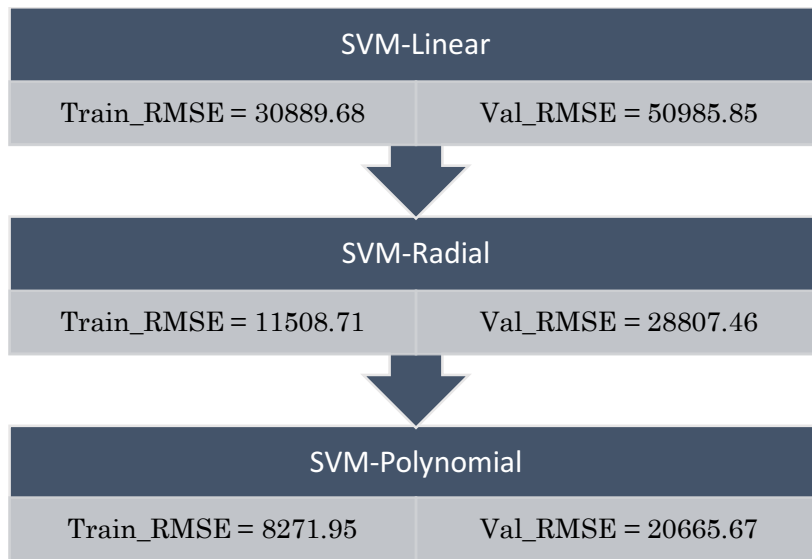 SVM-Linear
Train_RMSE = 30889.68 Val_RMSE = 50985.85
SVM-Radial
Train_RMSE = 11508.71 Val_RMSE = 28807.46
SVM-Polynomial
Train_RMSE = 8271.95 Val_RMSE = 20665.67